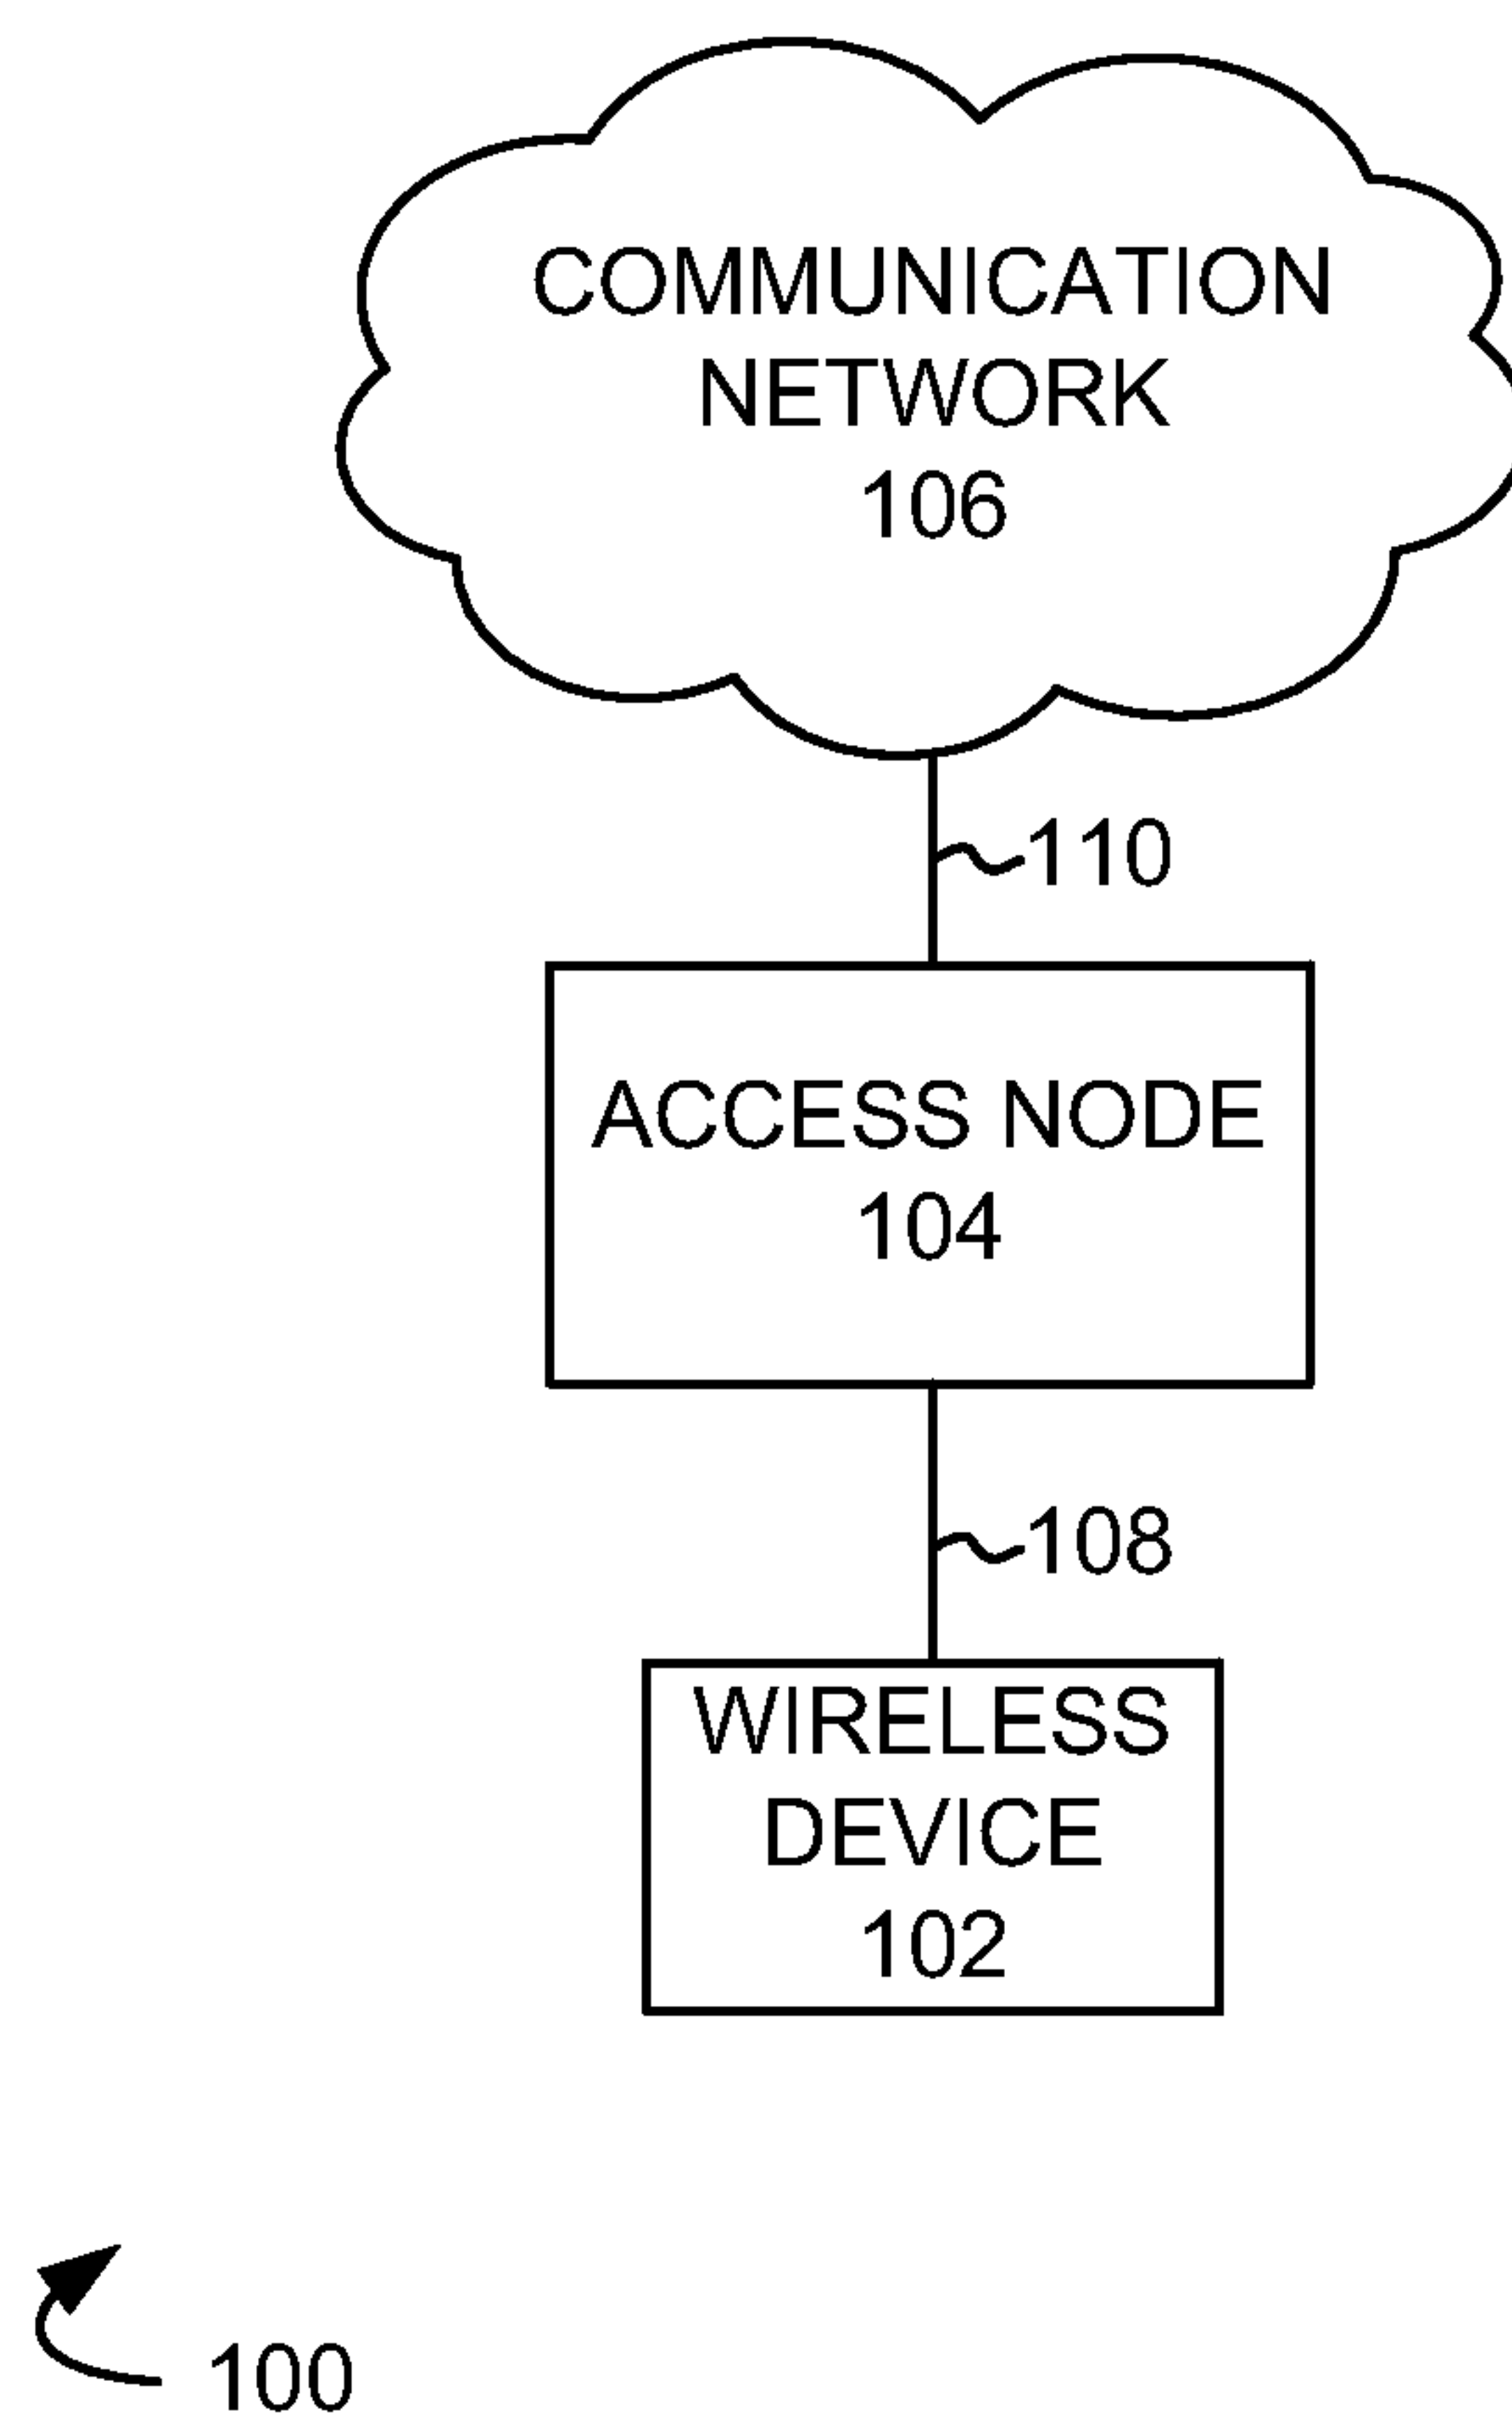 COMMUNICATION
NETWORK
106
110
ACCESS NODE
104
108
WIRELESS
DEVICE
102
100